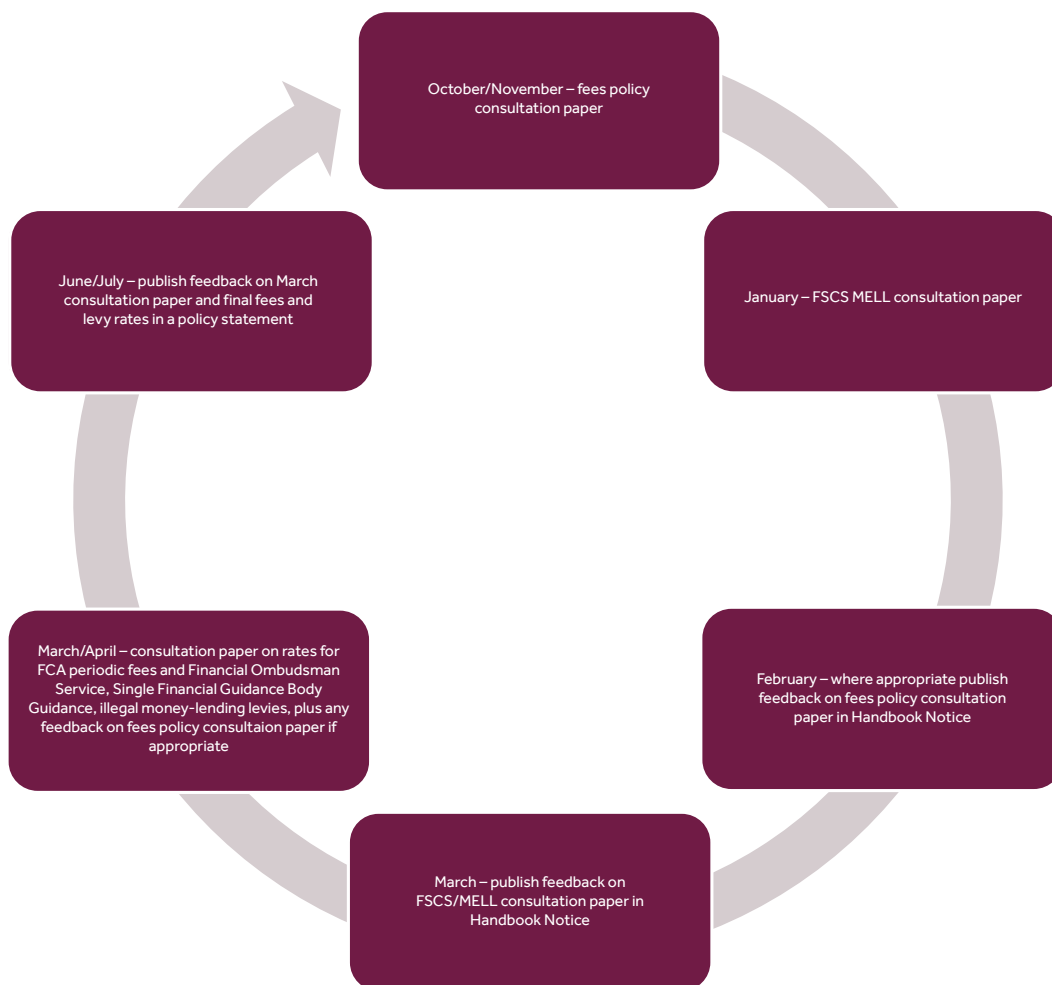 October/November – fees policy
consultation paper
January – FSCS MELL consultation paper
February – where appropriate publish
feedback on fees policy consultation
paper in Handbook Notice
March – publish feedback on
FSCS/MELL consultation paper in
Handbook Notice
March/April – consultation paper on rates for
FCA periodic fees and Financial Ombudsman
Service, Single Financial Guidance Body
Guidance, illegal money-lending levies, plus any
feedback on fees policy consultaion paper if
appropriate
June/July – publish feedback on March
consultation paper and final fees and
levy rates in a policy statement